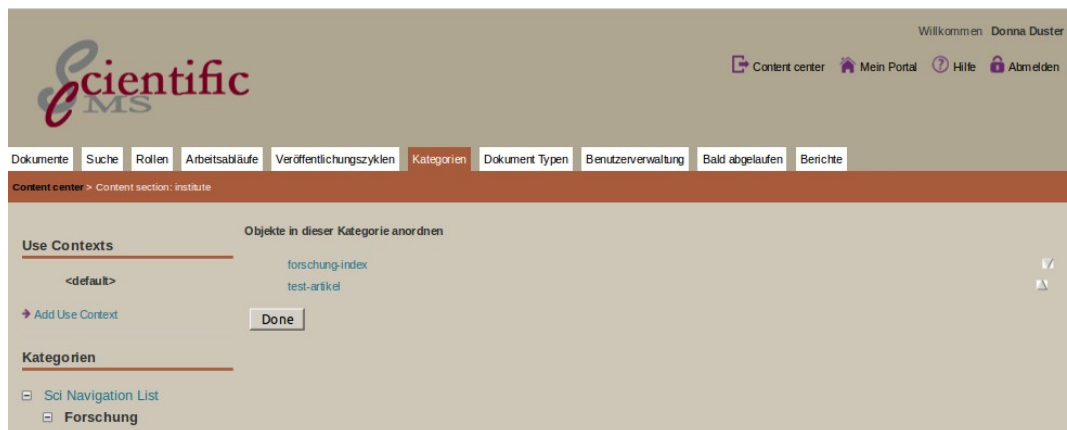 Willkommen Donna Duster
Scientific
CMS
Content center Mein Portal Hilfe Abmelden
Dokumente Suche Rollen Arbeitsabläufe Veröffentlichungszyklen Kategorien Dokument Typen Benutzerverwaltung Bald abgelaufen Berichte
Content center > Content section: institute
Use Contexts
<default>
Add Use Context
Kategorien
Sci Navigation List
Forschung
Objekte in dieser Kategorie anordnen
forschung-index
test-artikel
Done